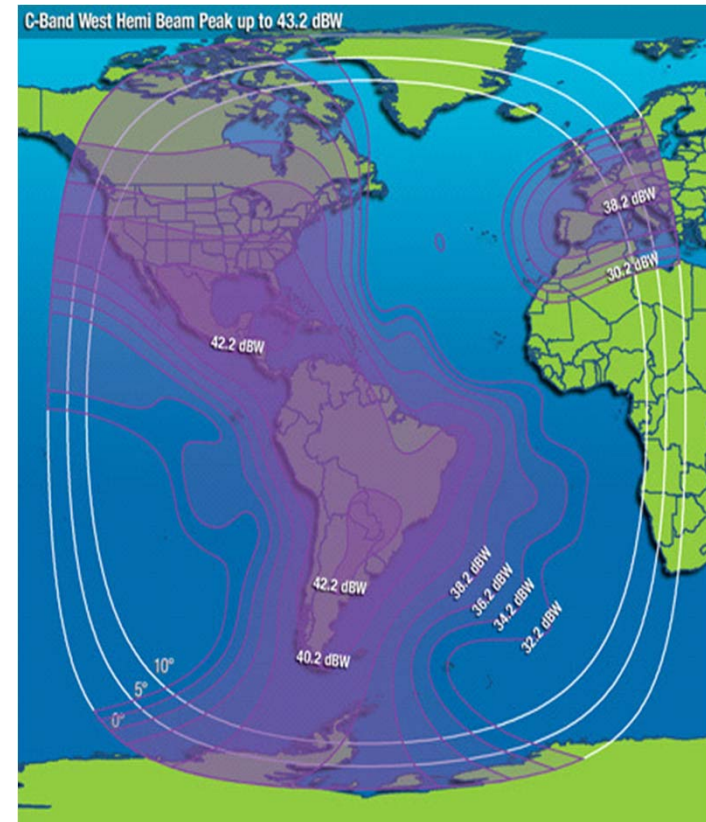 C-Band West Hemi Beam Peak up to 43.2 dBW
38.2 dBW
30.2 dBW
42.2 dBW
42.2 dBW
40.2 dBW
38.2 dBW
36.2 dBW
34.2 dBW
32.2 dBW
10°
5°
0°